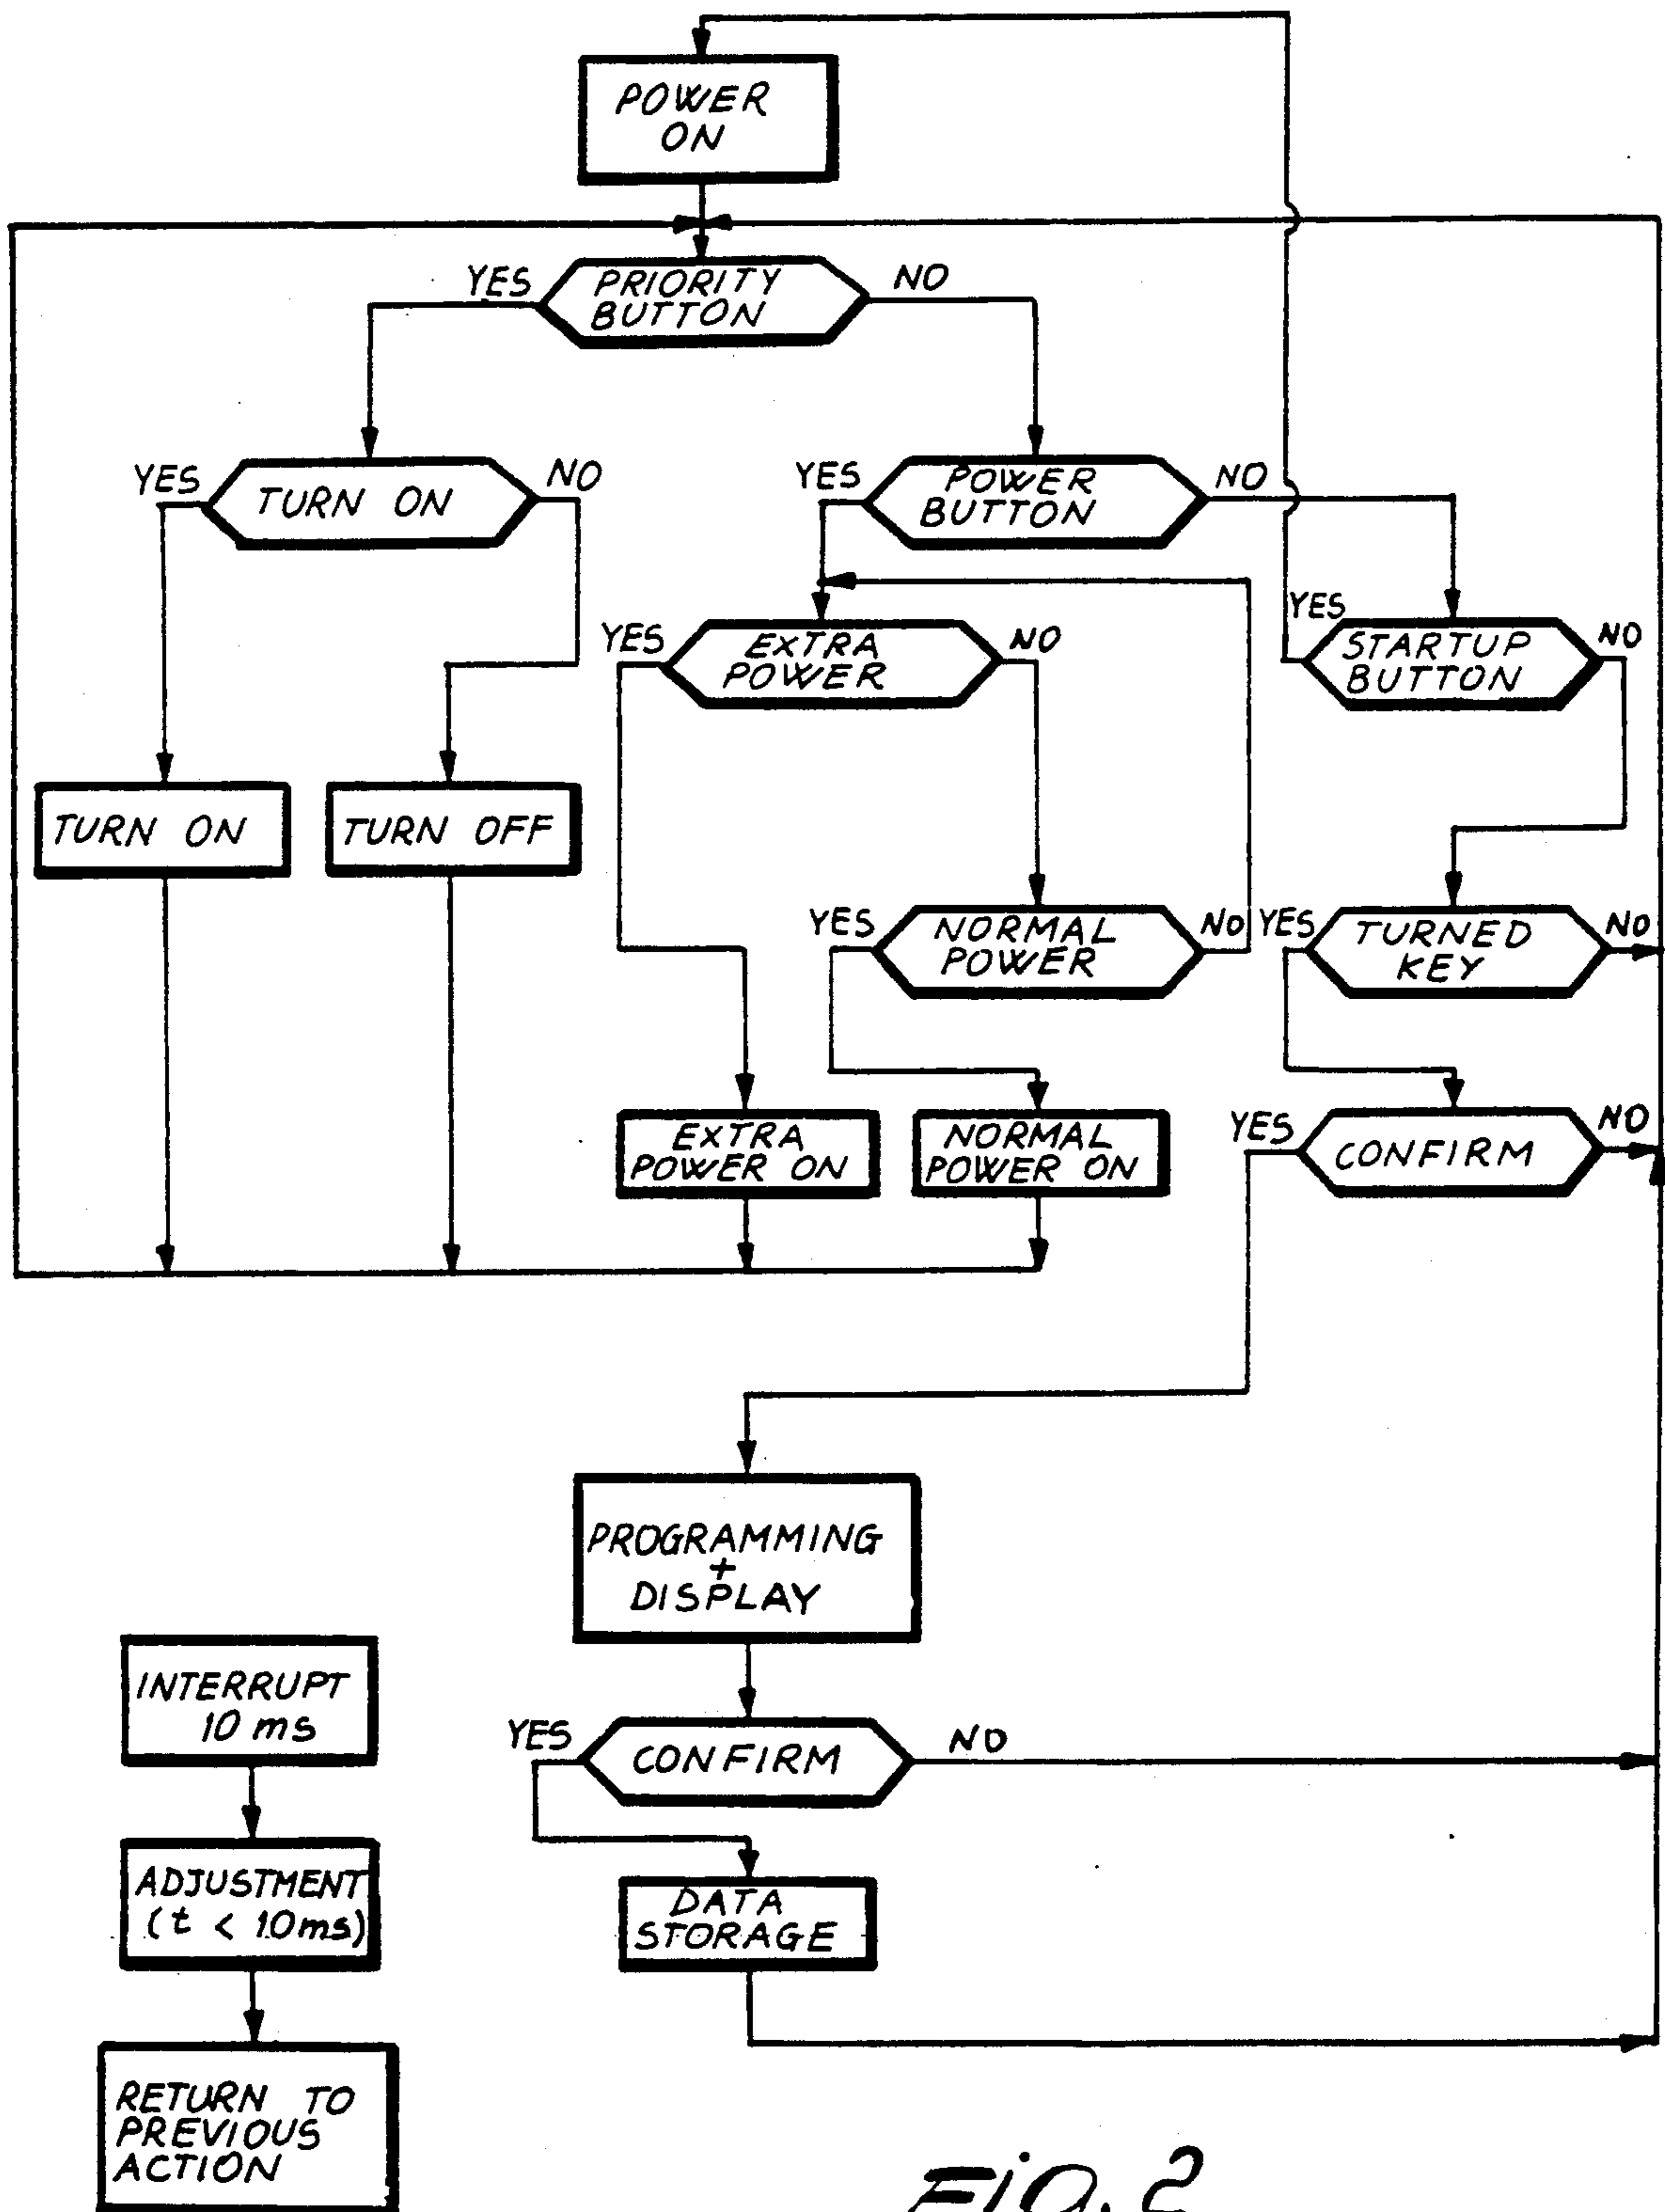 POWER
ON
YES
PRIORITY
BUTTON
NO
YES
TURN ON
NO
YES
POWER
BUTTON
NO
YES
EXTRA
POWER
NO
YES
STARTUP
BUTTON
NO
TURN ON
TURN OFF
YES
NORMAL
POWER
NO
YES
TURNED
KEY
NO
EXTRA
POWER ON
NORMAL
POWER ON
YES
CONFIRM
NO
PROGRAMMING
+
DISPLAY
INTERRUPT
10 ms
YES
CONFIRM
NO
ADJUSTMENT
(t < 10ms)
DATA
STORAGE
RETURN TO
PREVIOUS
ACTION
FIG. 2